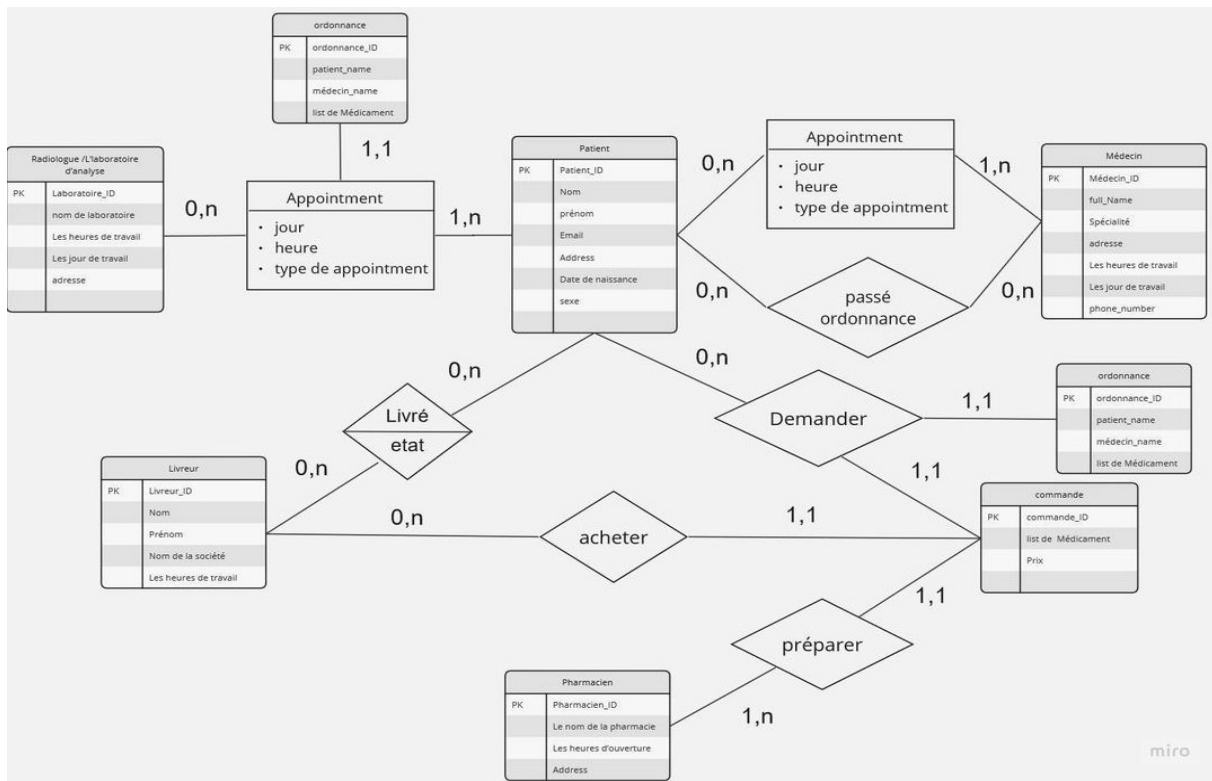 ordonnance
PK ordonnance_ID
patient_name
médecin_name
list de Médicament
1,1
Radiologue /L'laboratoire
d'analyse
PK Laboratoire_ID
nom de laboratoire
Les heures de travail
Les jour de travail
adresse
0,n
Appointment
• jour
• heure
• type de appointment
1,n
Patient
PK Patient_ID
Nom
prénom
Email
Address
Date de naissance
sexe
0,n
Appointment
• jour
• heure
• type de appointment
1,n
Médecin
PK Médecin_ID
full_Name
Spécialité
adresse
Les heures de travail
Les jour de travail
phone_number
0,n
passé
ordonnance
0,n
0,n
Livré
etat
0,n
0,n
Demander
1,1
ordonnance
PK ordonnance_ID
patient_name
médecin_name
list de Médicament
1,1
Livreur
PK Livreur_ID
Nom
Prénom
Nom de la société
Les heures de travail
0,n
acheter
1,1
commande
PK commande_ID
list de Médicament
Prix
1,1
préparer
1,n
Pharmacien
PK Pharmacien_ID
Le nom de la pharmacie
Les heures d'ouverture
Address
miro